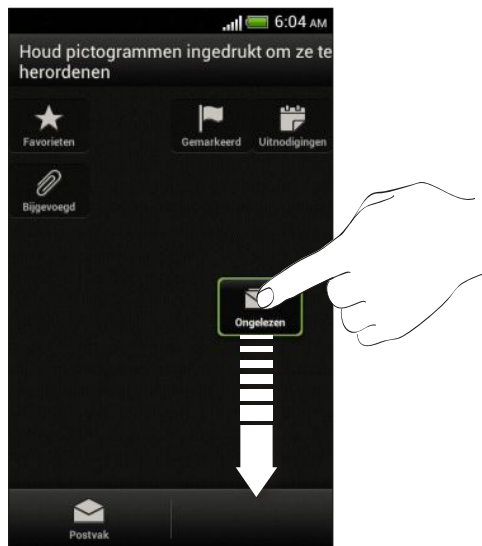 6:04 AM
Houd pictogrammen ingedrukt om ze te
herordenen
Favorieten
Gemarkeerd
Uitnodigingen
Bijgevoegd
Ongelezen
Postvak